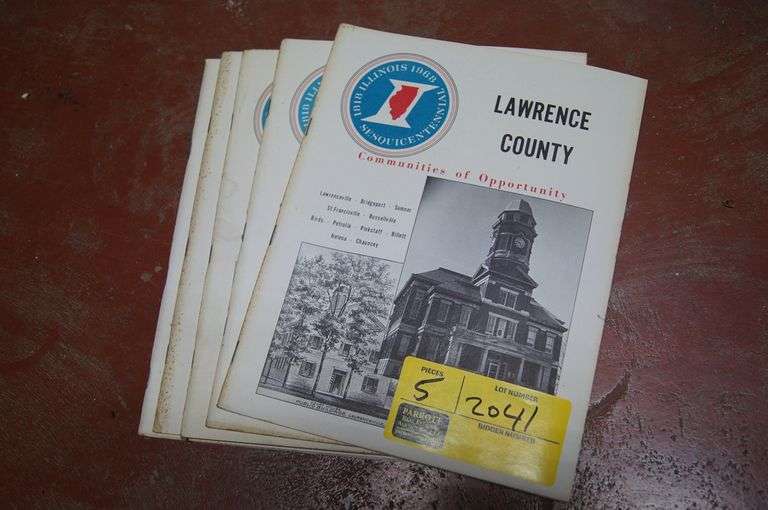 1818 ILLINOIS 1968
SESQUICENTENNIAL
LAWRENCE
COUNTY
Communities of Opportunity
Lawrenceville - Bridgeport - Sumner
St. Francisville - Russellville
Birds - Petrolia - Pinkstaff - Billett
Helena - Chauncey
PIECES
5
LOT NUMBER
2041
BIDDER NUMBER
PARROTT